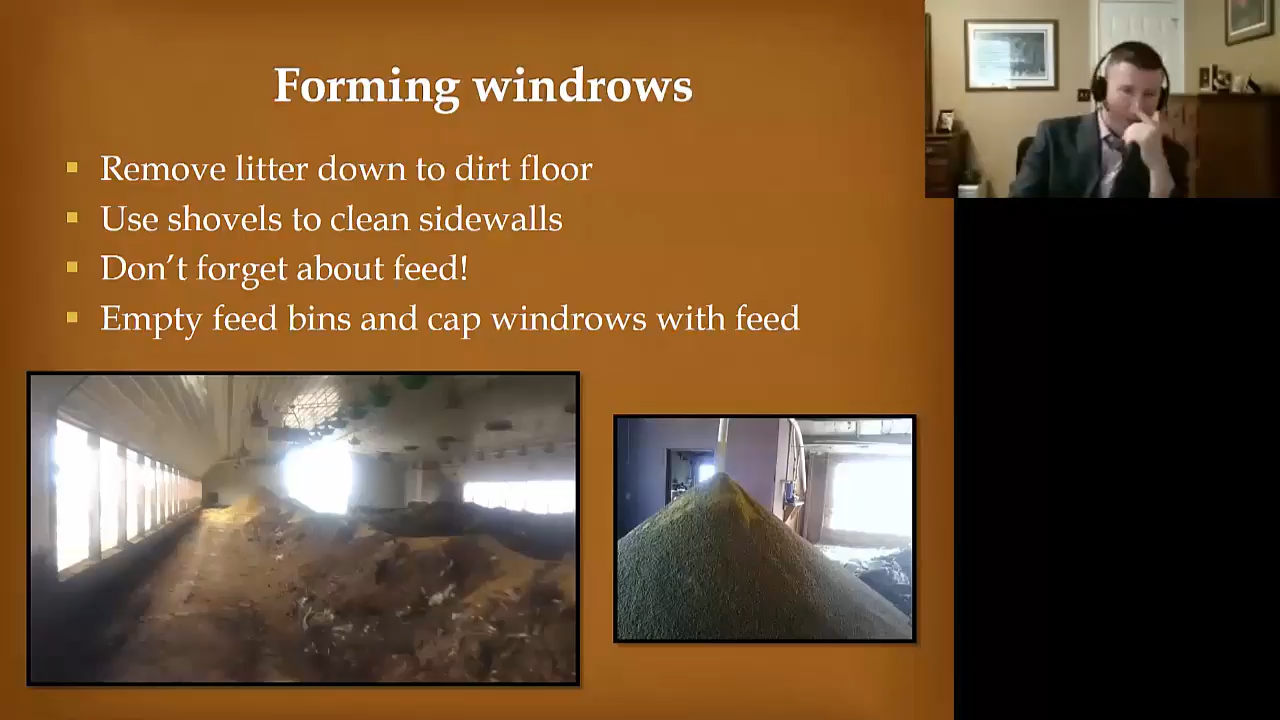 Forming windrows
Remove litter down to dirt floor
Use shovels to clean sidewalls
Don’t forget about feed!
Empty feed bins and cap windrows with feed